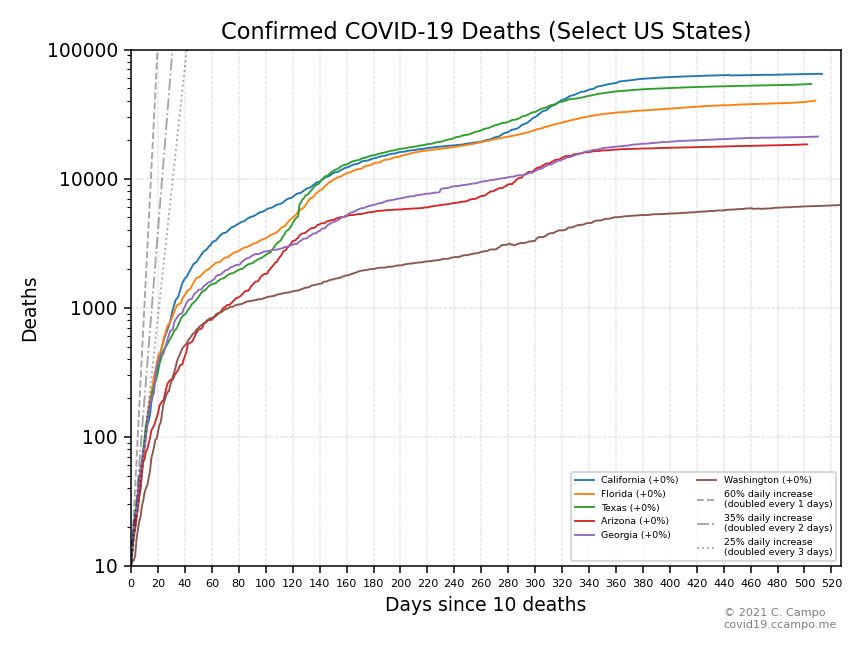 Confirmed COVID-19 Deaths (Select US States)
100000
10000
1000
100
10
Deaths
0 20 40 60 80 100 120 140 160 180 200 220 240 260 280 300 320 340 360 380 400 420 440 460 480 500 520
Days since 10 deaths
California (+0%)
Florida (+0%)
Texas (+0%)
Arizona (+0%)
Georgia (+0%)
Washington (+0%)
60% daily increase
(doubled every 1 days)
35% daily increase
(doubled every 2 days)
25% daily increase
(doubled every 3 days)
© 2021 C. Campo
covid19.ccampo.me